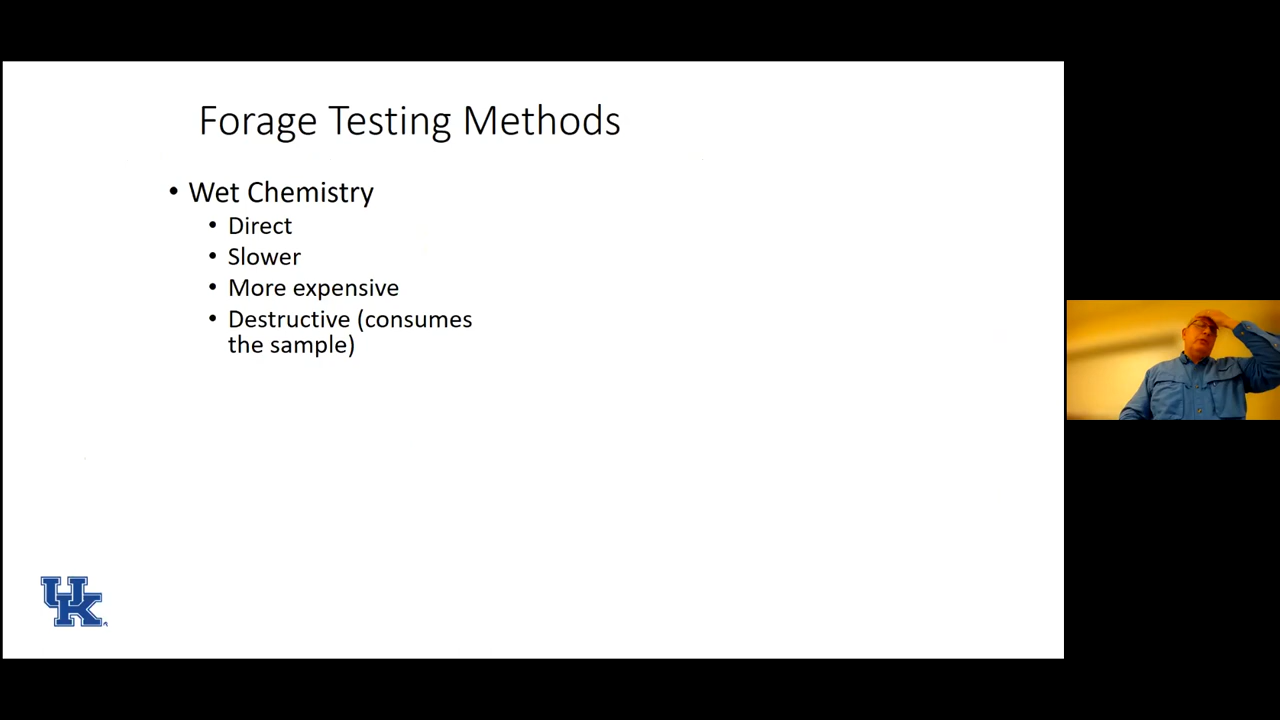 Forage Testing Methods
• Wet Chemistry
• Direct
• Slower
• More expensive
• Destructive (consumes
the sample)
UK